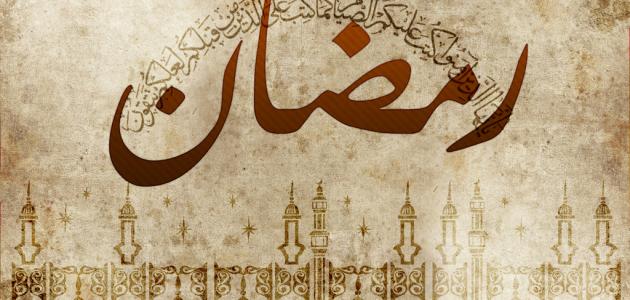 يا أيها الذين آمنوا كتب عليكم الصيام كما كتب على الذين من قبلكم لعلكم تتقون
رمضان